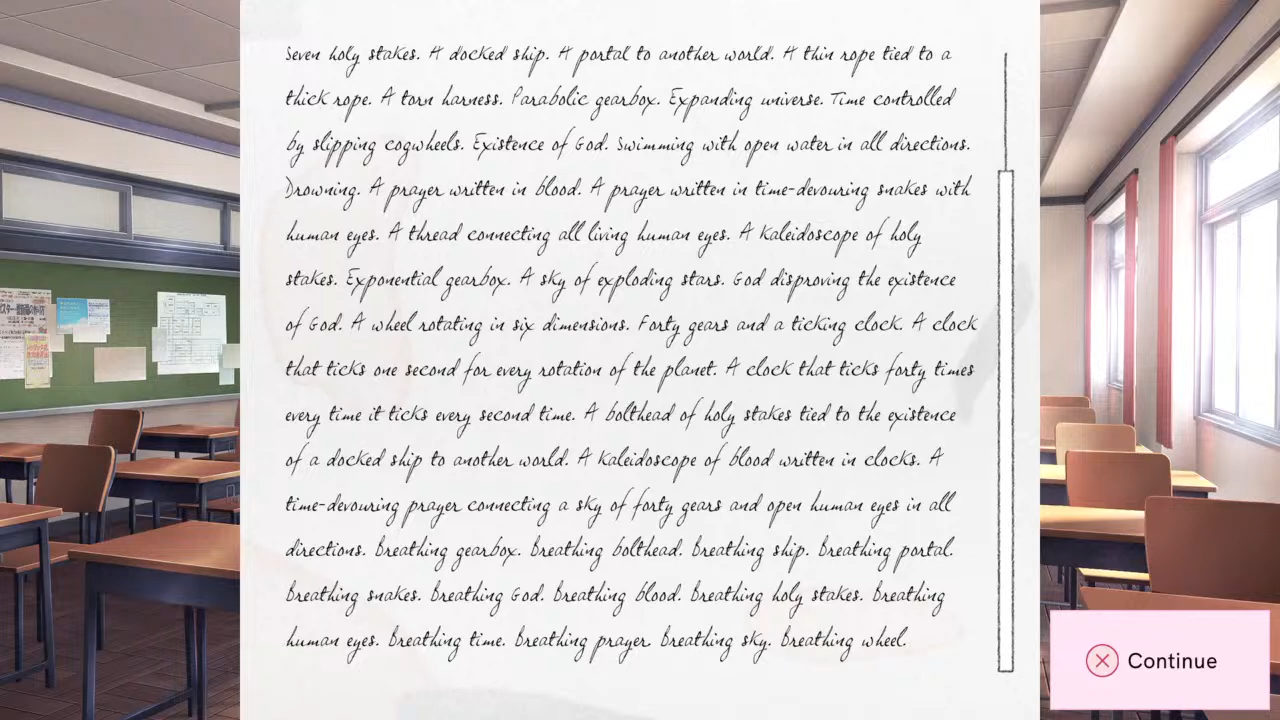 Seven holy stakes. A docked ship. A portal to another world. A thin rope tied to a
thick rope. A torn harness. Parabolic gearbox. Expanding universe. Time controlled
by slipping cogwheels. Existence of God. Swimming with open water in all directions.
Drowning. A prayer written in blood. A prayer written in time-devouring snakes with
human eyes. A thread connecting all living human eyes. A kaleidoscope of holy
stakes. Exponential gearbox. A sky of exploding stars. God disproving the existence
of God. A wheel rotating in six dimensions. Forty gears and a ticking clock. A clock
that ticks one second for every rotation of the planet. A clock that ticks forty times
every time it ticks every second time. A bolthead of holy stakes tied to the existence
of a docked ship to another world. A kaleidoscope of blood written in clocks. A
time-devouring prayer connecting a sky of forty gears and open human eyes in all
directions. Breathing gearbox. Breathing bolthead. Breathing ship. Breathing portal.
Breathing snakes. Breathing God. Breathing blood. Breathing holy stakes. Breathing
human eyes. Breathing time. Breathing prayer. Breathing sky. Breathing wheel.
Continue